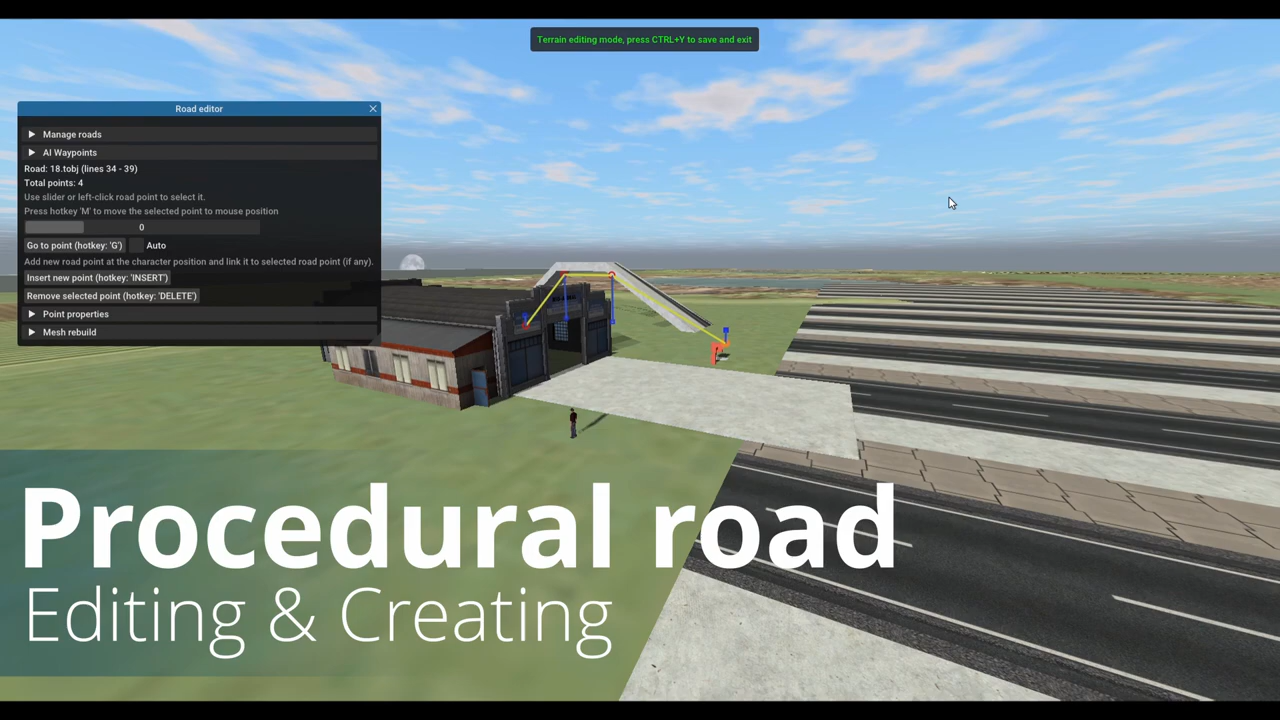 Terrain editing mode, press CTRL+Y to save and exit
Road editor
Manage roads
AI Waypoints
Road: 18.tobj (lines 34 - 39)
Total points: 4
Use slider or left-click road point to select it.
Press hotkey 'M' to move the selected point to mouse position
0
Go to point (hotkey: 'G') Auto
Add new road point at the character position and link it to selected road point (if any).
Insert new point (hotkey: 'INSERT')
Remove selected point (hotkey: 'DELETE')
Point properties
Mesh rebuild
Procedural road
Editing & Creating